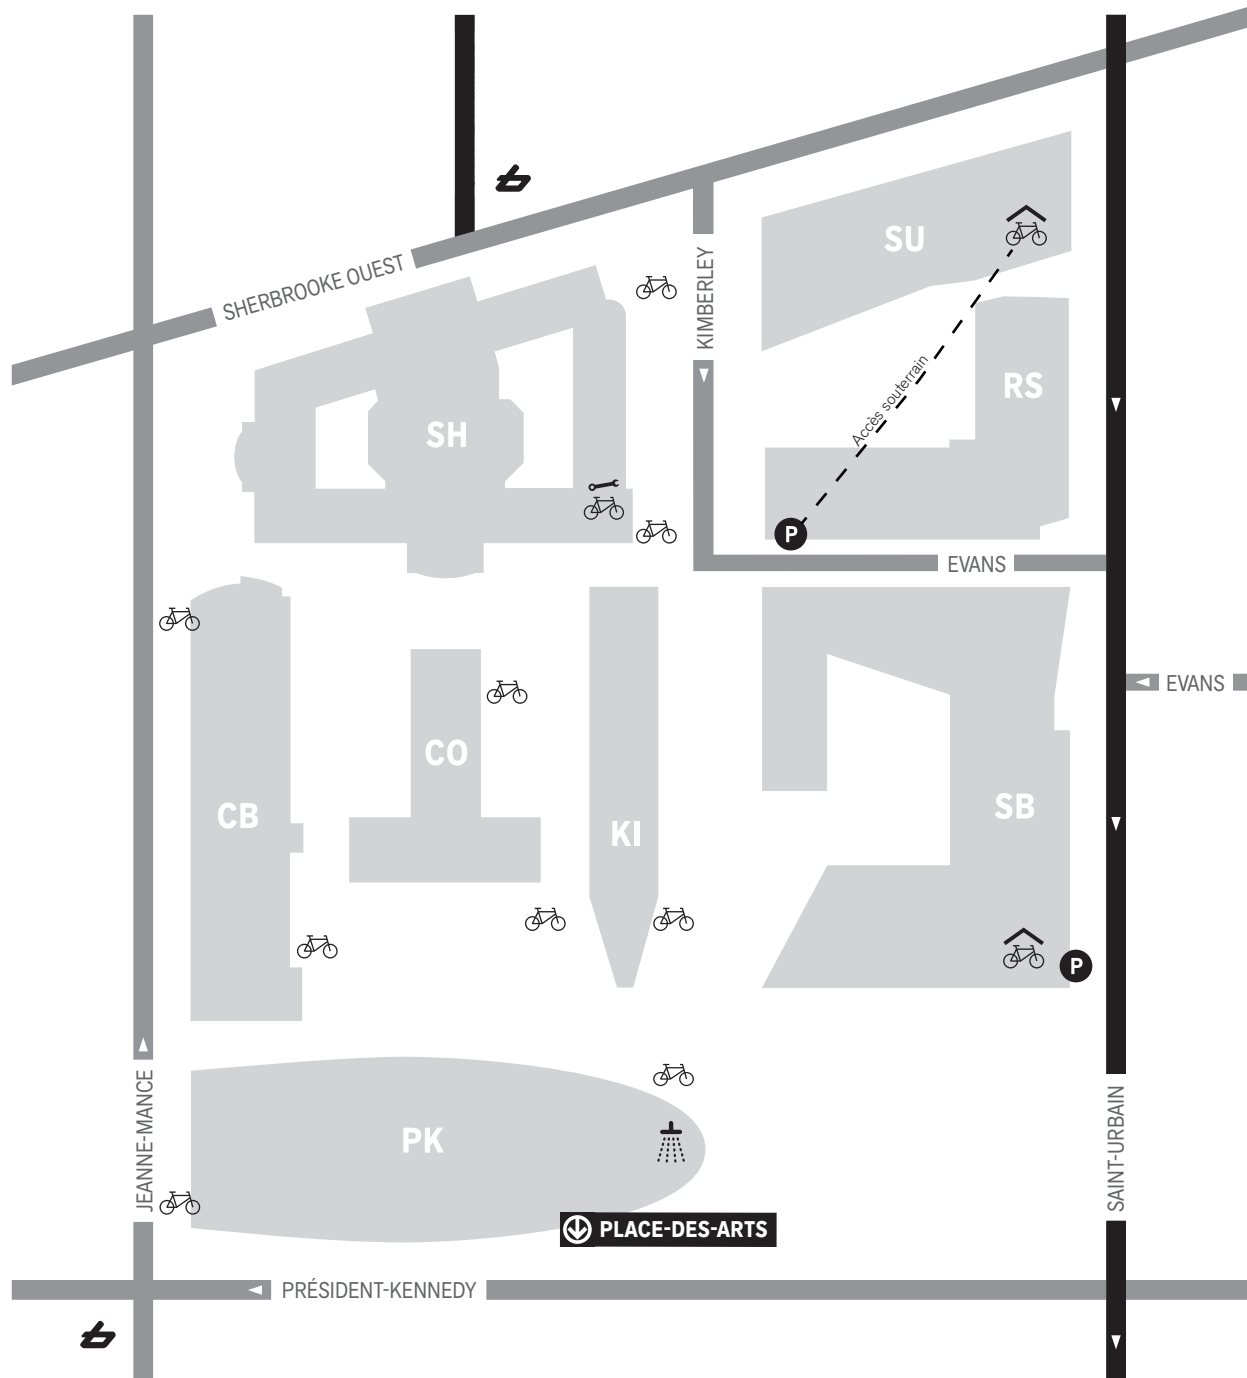 SHERBROOKE OUEST
KIMBERLEY
SU
RS
SH
Accès souterrain
P
EVANS
EVANS
CO
CB
KI
SB
P
JEANNE-MANCE
SAINT-URBAIN
PK
PLACE-DES-ARTS
PRÉSIDENT-KENNEDY